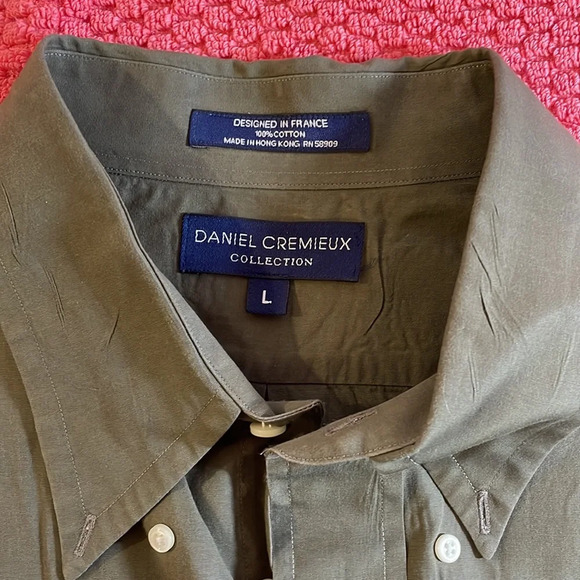 DESIGNED IN FRANCE
100% COTTON
MADE IN HONG KONG RN 58909
DANIEL CREMIEUX
COLLECTION
L